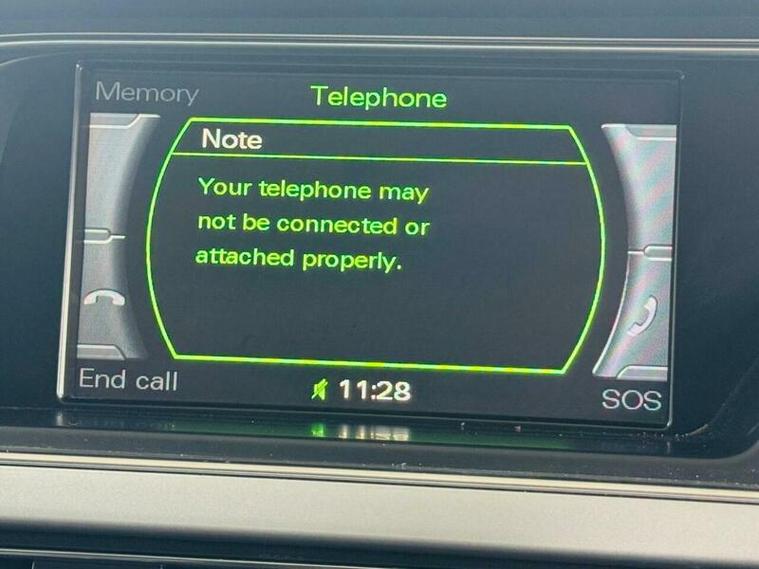 Memory
Telephone
Note
Your telephone may
not be connected or
attached properly.
End call
11:28
SOS